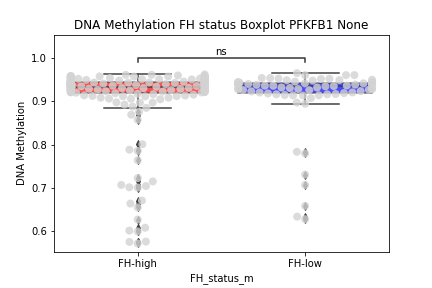 DNA Methylation FH status Boxplot PFKFB1 None
ns
1.0
0.9
0.8
0.7
0.6
DNA Methylation
FH-high
FH-low
FH_status_m